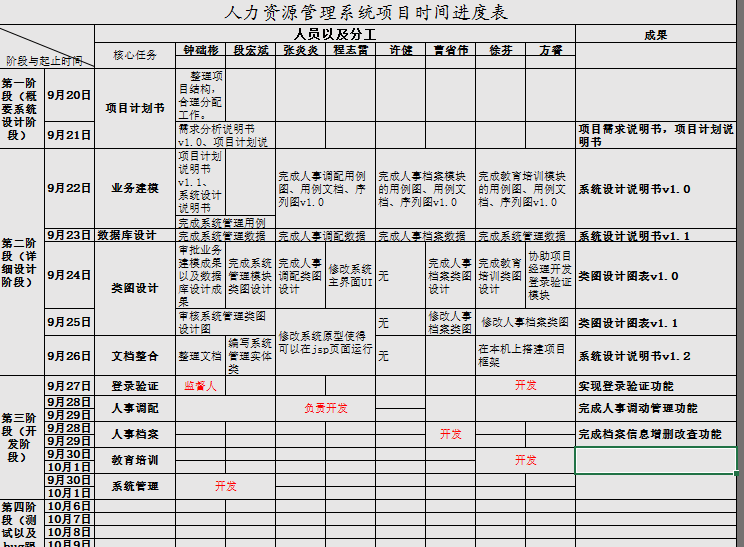 人力资源管理系统项目时间进度表
人员以及分工
成果
阶段与起止时间
核心任务
钟础彬
段宏斌
张炎炎
程志雷
许健
曹省伟
徐芬
方睿
第一阶
段（概
要系统
设计阶
段）
9月20日
9月21日
项目计划书
整理项
目结构，
合理分配
工作。
需求分析说明书
v1.0、项目计划说
项目需求说明书，项目计划说
明书
第二阶
段（详
细设计
阶段）
9月22日
业务建模
项目计划
说明书
v1.1、
系统设计
说明书
完成系统管理用例
完成人事调配用例
图、用例文档、序
列图v1.0
完成人事档案模块
的用例图、用例文
档、序列图v1.0
完成教育培训模块
的用例图、用例文
档、序列图v1.0
系统设计说明书v1.0
9月23日
数据库设计
完成系统管理数据
完成人事调配数据
完成人事档案数据
完成系统管理数据
系统设计说明书v1.1
9月24日
类图设计
审批业务
建模成果
以及数据
库设计成
果
完成系统
管理模块
类图设计
完成人事
调配类图
设计
修改系统
主界面UI
无
完成人事
档案类图
设计
完成教育
培训类图
设计
协助项目
经理开发
登录验证
模块
类图设计图表v1.0
9月25日
审核系统管理类图
设计图
修改系统原型使得
可以在jsp页面运行
无
修改人事
档案类图
修改人事档案类图
类图设计图表v1.1
9月26日
文档整合
整理文档
编写系统
管理实体
类
无
在本机上搭建项目
框架
系统设计说明书v1.2
第三阶
段（开
发阶
段）
9月27日
登录验证
监督人
开发
实现登录验证功能
9月28日
9月29日
人事调配
负责开发
完成人事调动管理功能
9月28日
9月29日
人事档案
开发
完成档案信息增删改查功能
9月30日
10月1日
教育培训
开发
9月30日
10月1日
系统管理
开发
第四阶
段（测
试以及
10月6日
10月7日
10月8日
10月9日